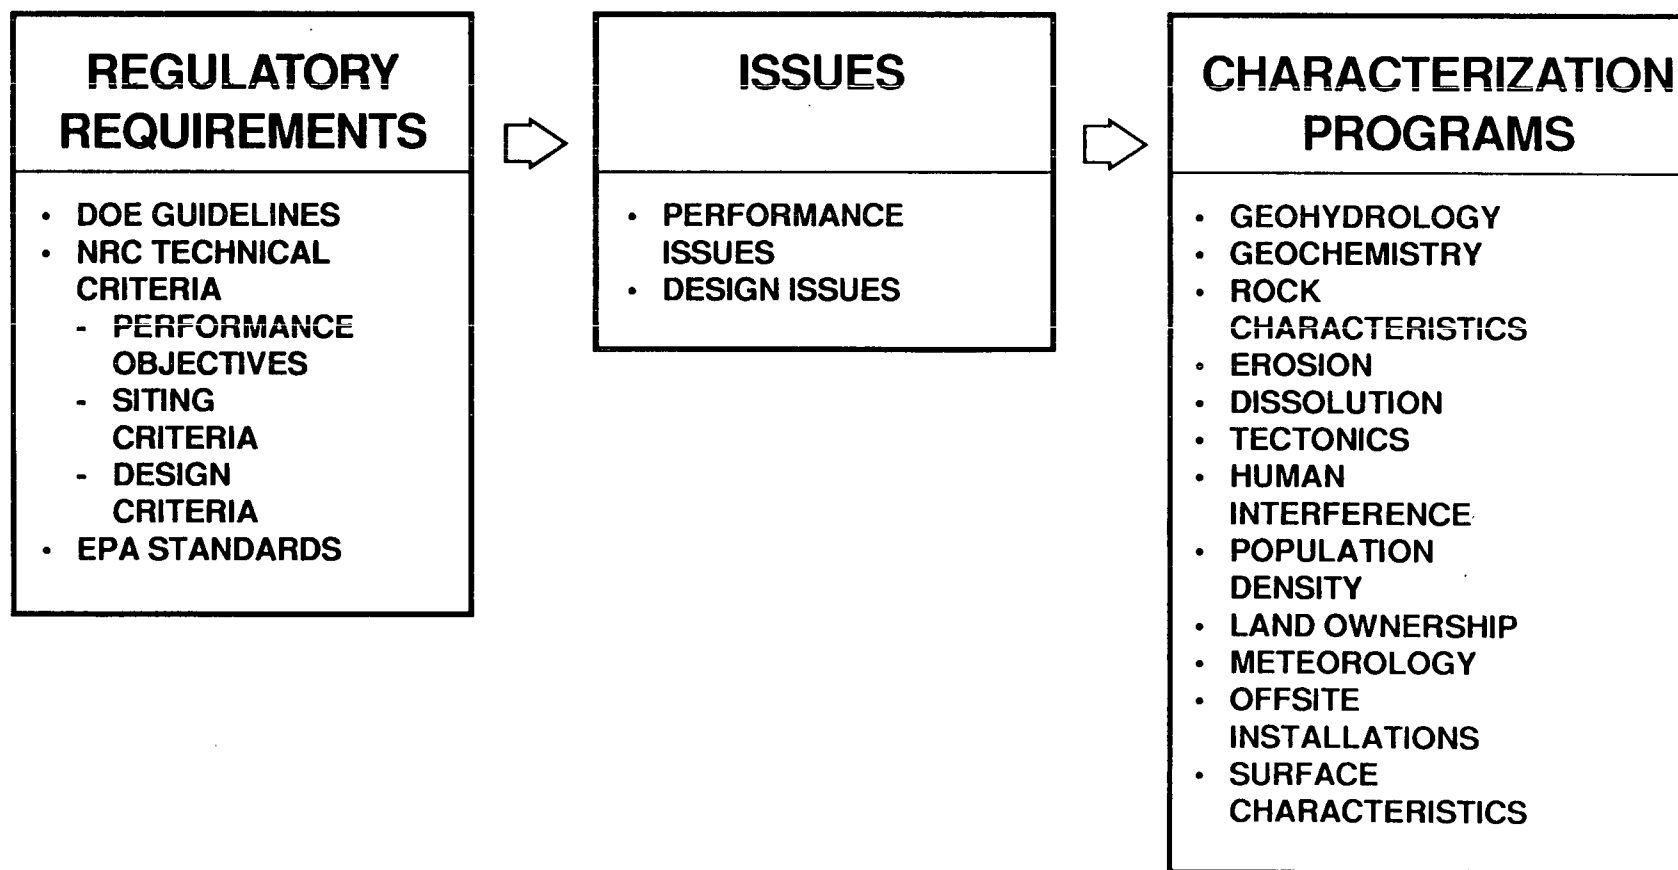 REGULATORY
REQUIREMENTS
• DOE GUIDELINES
• NRC TECHNICAL
CRITERIA
- PERFORMANCE
OBJECTIVES
- SITING
CRITERIA
- DESIGN
CRITERIA
• EPA STANDARDS
ISSUES
• PERFORMANCE
ISSUES
• DESIGN ISSUES
CHARACTERIZATION
PROGRAMS
• GEOHYDROLOGY
• GEOCHEMISTRY
• ROCK
CHARACTERISTICS
• EROSION
• DISSOLUTION
• TECTONICS
• HUMAN
INTERFERENCE
• POPULATION
DENSITY
• LAND OWNERSHIP
• METEOROLOGY
• OFFSITE
INSTALLATIONS
• SURFACE
CHARACTERISTICS